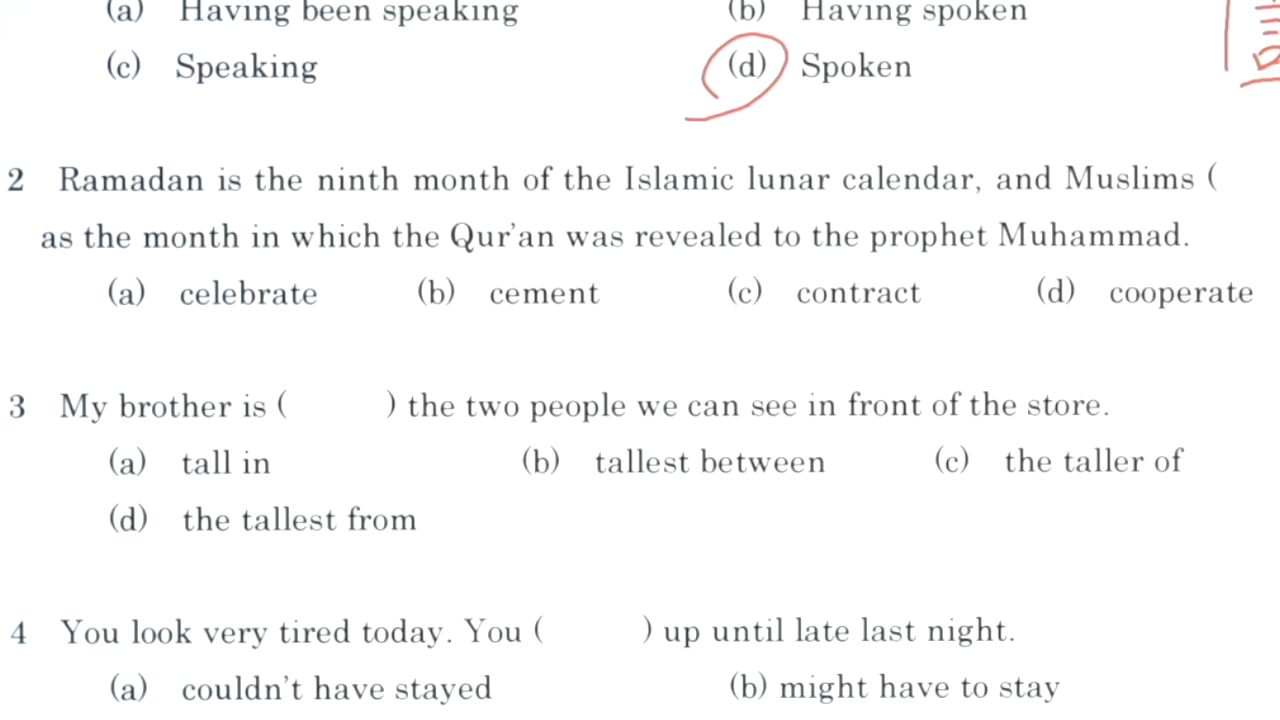 (a) Having been speaking (b) Having spoken
(c) Speaking (d) Spoken
2 Ramadan is the ninth month of the Islamic lunar calendar, and Muslims (
as the month in which the Qur'an was revealed to the prophet Muhammad.
(a) celebrate (b) cement (c) contract (d) cooperate
3 My brother is ( ) the two people we can see in front of the store.
(a) tall in (b) tallest between (c) the taller of
(d) the tallest from
4 You look very tired today. You ( ) up until late last night.
(a) couldn't have stayed (b) might have to stay